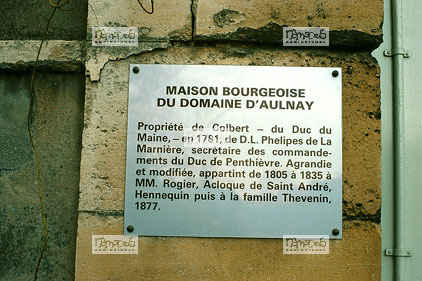 MAISON BOURGEOISE
DU DOMAINE D'AULNAY
Propriété de Colbert – du Duc du
Maine, – en 1781, de D.L. Phelipes de La
Marnière, secrétaire des commande-
ments du Duc de Penthièvre. Agrandie
et modifiée, appartint de 1805 à 1835 à
MM. Rogier, Acloque de Saint André,
Hennequin puis à la famille Thevenin,
1877.